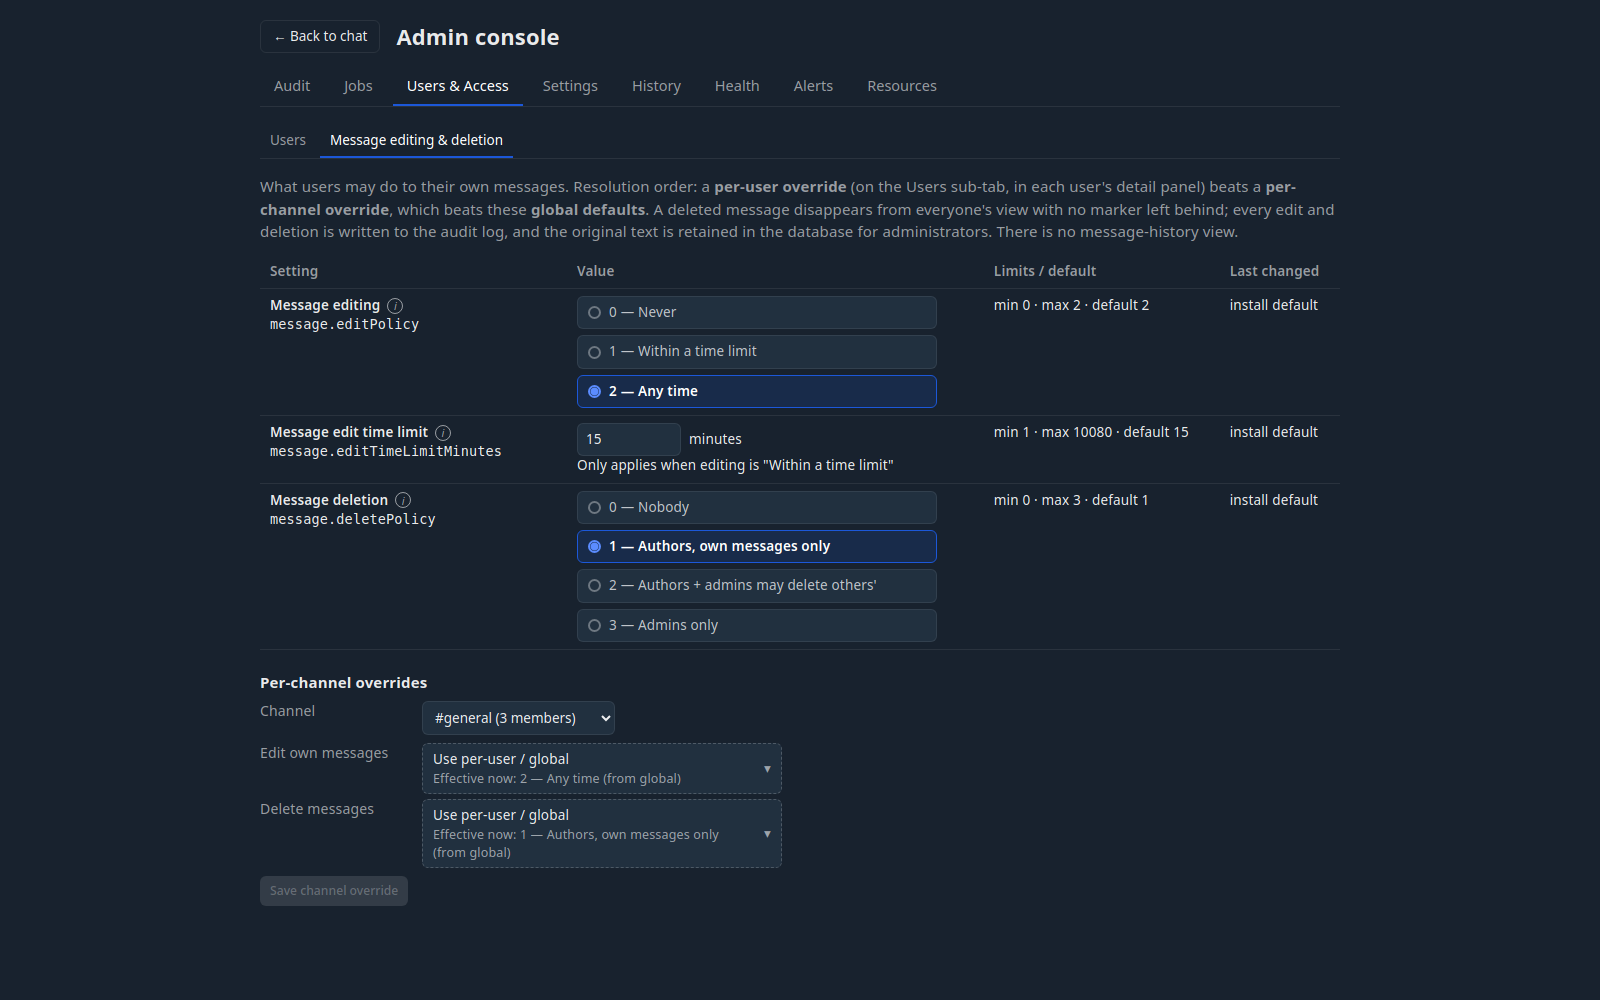 ← Back to chat
Admin console
Audit
Jobs
Users & Access
Settings
History
Health
Alerts
Resources
Users
Message editing & deletion
What users may do to their own messages. Resolution order: a per-user override (on the Users sub-tab, in each user's detail panel) beats a per-
channel override, which beats these global defaults. A deleted message disappears from everyone's view with no marker left behind; every edit and
deletion is written to the audit log, and the original text is retained in the database for administrators. There is no message-history view.
Setting
Value
Limits / default
Last changed
Message editing i
message.editPolicy
0 — Never
1 — Within a time limit
2 — Any time
min 0 · max 2 · default 2
install default
Message edit time limit i
message.editTimeLimitMinutes
15 minutes
Only applies when editing is "Within a time limit"
min 1 · max 10080 · default 15
install default
Message deletion i
message.deletePolicy
0 — Nobody
1 — Authors, own messages only
2 — Authors + admins may delete others'
3 — Admins only
min 0 · max 3 · default 1
install default
Per-channel overrides
Channel
#general (3 members)
Edit own messages
Use per-user / global
Effective now: 2 — Any time (from global)
Delete messages
Use per-user / global
Effective now: 1 — Authors, own messages only
(from global)
Save channel override